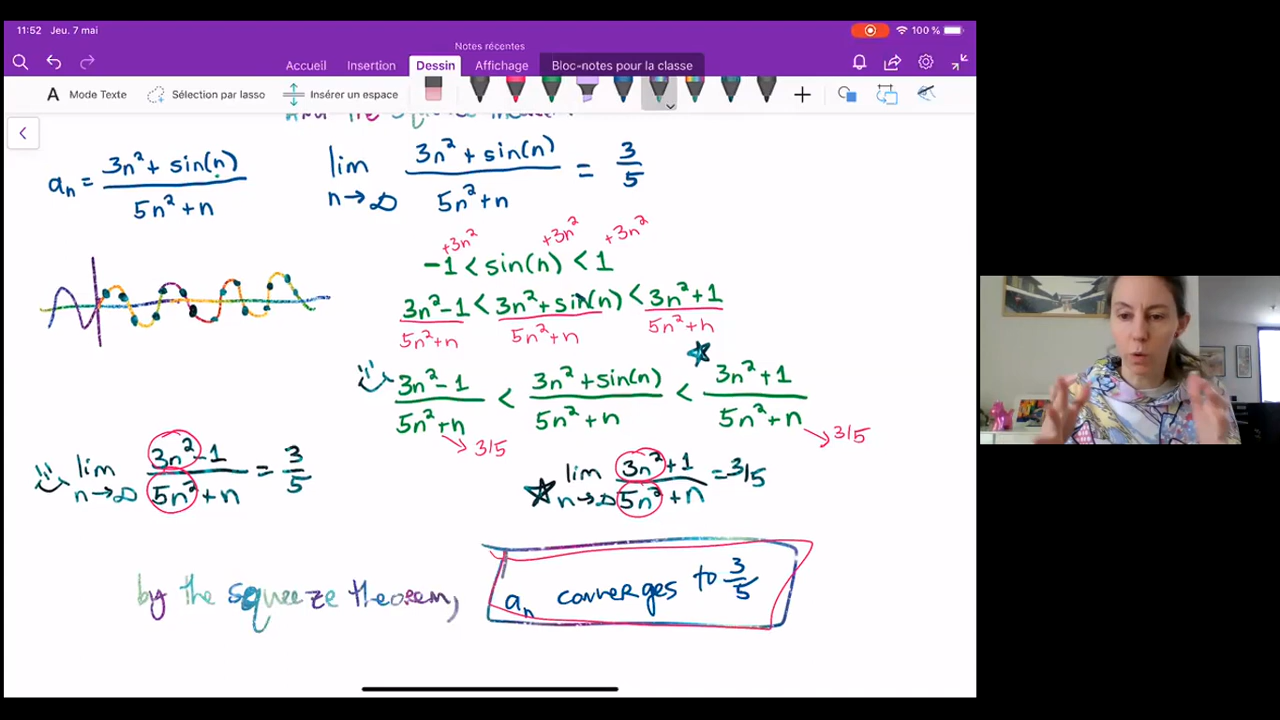 11:52 Jeu. 7 mai
100 %
Notes récentes
Accueil Insertion Dessin Affichage Bloc-notes pour la classe
A Mode Texte Sélection par lasso Insérer un espace
And the squeeze theorem
aₙ = (3n² + sin(n)) / (5n² + n)
lim n→∞ (3n² + sin(n)) / (5n² + n) = 3/5
+3n² +3n² +3n²
-1 < sin(n) < 1
3n²-1 < 3n² + sin(n) < 3n²+1
5n²+n 5n²+n 5n²+n
(3n²-1) / (5n²+n) < (3n² + sin(n)) / (5n² + n) < (3n²+1) / (5n²+n)
→ 3/5 → 3/5
lim n→∞ (3n²-1) / (5n²+n) = 3/5
lim n→∞ (3n²+1) / (5n²+n) = 3/5
by the squeeze theorem,
aₙ converges to 3/5